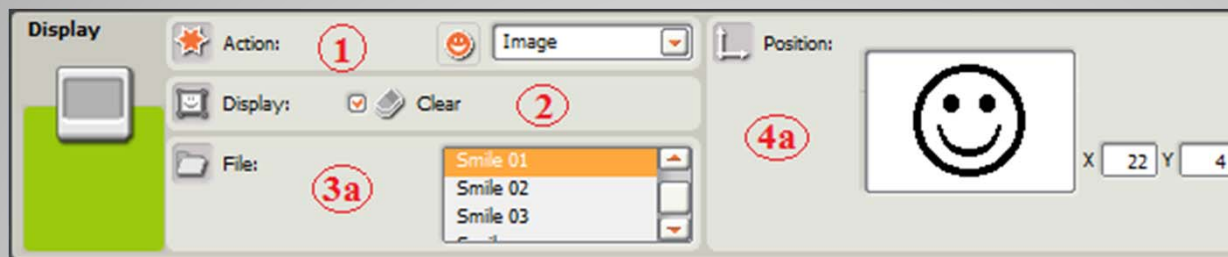 Display
Action:
1
Image
Display:
Clear
2
File:
3a
Smile 01
Smile 02
Smile 03
Position:
4a
X 22 Y 4